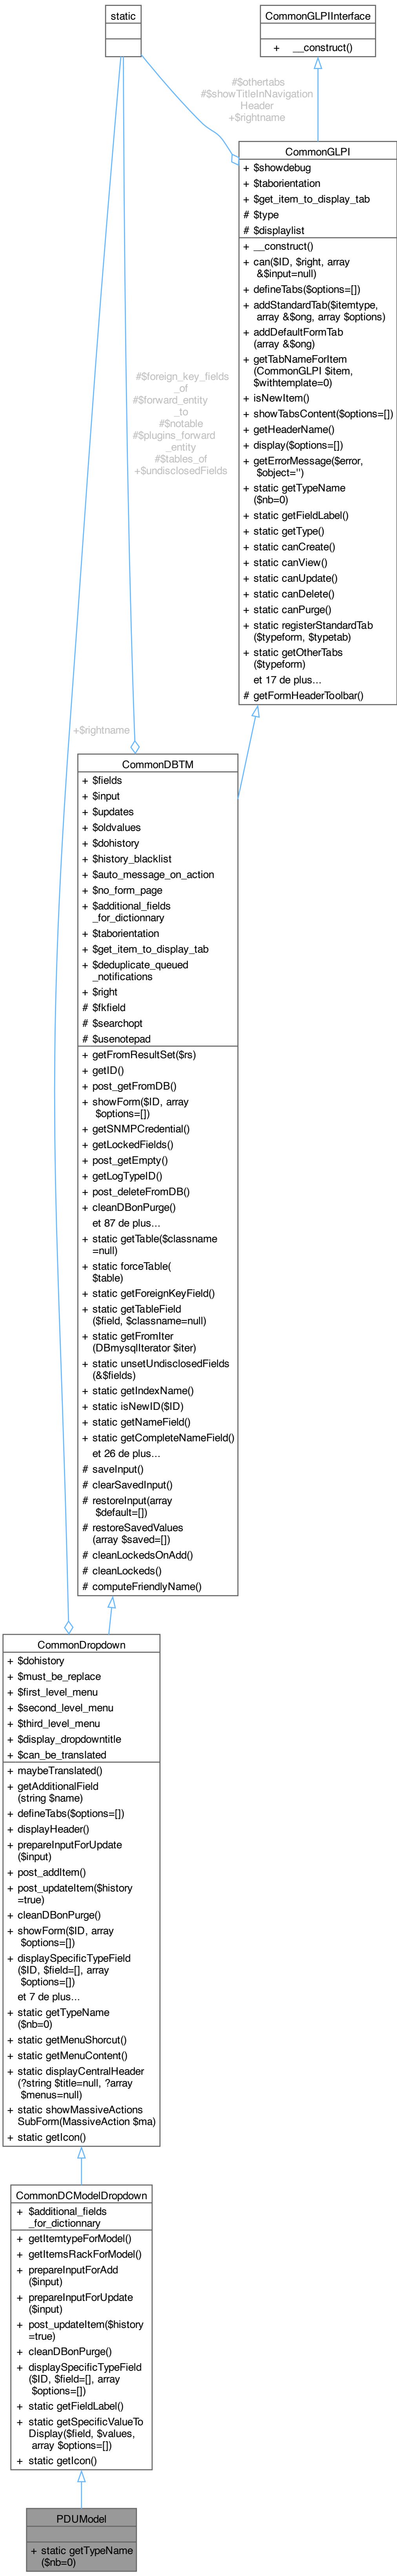 static
CommonGLPIInterface
+ __construct()
#$othertabs
#$showTitleInNavigation
Header
+$rightname
CommonGLPI
+ $showdebug
+ $taborientation
+ $get_item_to_display_tab
# $type
# $displaylist
+ __construct()
+ can($ID, $right, array
&$input=null)
+ defineTabs($options=[])
+ addStandardTab($itemtype,
array &$ong, array $options)
+ addDefaultFormTab
(array &$ong)
+ getTabNameForItem
(CommonGLPI $item,
$withtemplate=0)
+ isNewItem()
+ showTabsContent($options=[])
+ getHeaderName()
+ display($options=[])
+ getErrorMessage($error,
$object='')
+ static getTypeName
($nb=0)
+ static getFieldLabel()
+ static getType()
+ static canCreate()
+ static canView()
+ static canUpdate()
+ static canDelete()
+ static canPurge()
+ static registerStandardTab
($typeform, $typetab)
+ static getOtherTabs
($typeform)
et 17 de plus...
# getFormHeaderToolbar()
#$foreign_key_fields
_of
#$forward_entity
_to
#$notable
#$plugins_forward
_entity
#$tables_of
+$undisclosedFields
+$rightname
CommonDBTM
+ $fields
+ $input
+ $updates
+ $oldvalues
+ $dohistory
+ $history_blacklist
+ $auto_message_on_action
+ $no_form_page
+ $additional_fields
_for_dictionnary
+ $taborientation
+ $get_item_to_display_tab
+ $deduplicate_queued
_notifications
+ $right
# $fkfield
# $searchopt
# $usenotepad
+ getFromResultSet($rs)
+ getID()
+ post_getFromDB()
+ showForm($ID, array
$options=[])
+ getSNMPCredential()
+ getLockedFields()
+ post_getEmpty()
+ getLogTypeID()
+ post_deleteFromDB()
+ cleanDBonPurge()
et 87 de plus...
+ static getTable($classname
=null)
+ static forceTable(
$table)
+ static getForeignKeyField()
+ static getTableField
($field, $classname=null)
+ static getFromIter
(DBmysqlIterator $iter)
+ static unsetUndisclosedFields
(&$fields)
+ static getIndexName()
+ static isNewID($ID)
+ static getNameField()
+ static getCompleteNameField()
et 26 de plus...
# saveInput()
# clearSavedInput()
# restoreInput(array
$default=[])
# restoreSavedValues
(array $saved=[])
# cleanLockedsOnAdd()
# cleanLockeds()
# computeFriendlyName()
CommonDropdown
+ $dohistory
+ $must_be_replace
+ $first_level_menu
+ $second_level_menu
+ $third_level_menu
+ $display_dropdowntitle
+ $can_be_translated
+ maybeTranslated()
+ getAdditionalField
(string $name)
+ defineTabs($options=[])
+ displayHeader()
+ prepareInputForUpdate
($input)
+ post_addItem()
+ post_updateItem($history
=true)
+ cleanDBonPurge()
+ showForm($ID, array
$options=[])
+ displaySpecificTypeField
($ID, $field=[], array
$options=[])
et 7 de plus...
+ static getTypeName
($nb=0)
+ static getMenuShorcut()
+ static getMenuContent()
+ static displayCentralHeader
(?string $title=null, ?array
$menus=null)
+ static showMassiveActions
SubForm(MassiveAction $ma)
+ static getIcon()
CommonDCModelDropdown
+ $additional_fields
_for_dictionnary
+ getItemtypeForModel()
+ getItemsRackForModel()
+ prepareInputForAdd
($input)
+ prepareInputForUpdate
($input)
+ post_updateItem($history
=true)
+ cleanDBonPurge()
+ displaySpecificTypeField
($ID, $field=[], array
$options=[])
+ static getFieldLabel()
+ static getSpecificValueTo
Display($field, $values,
array $options=[])
+ static getIcon()
PDUModel
+ static getTypeName
($nb=0)